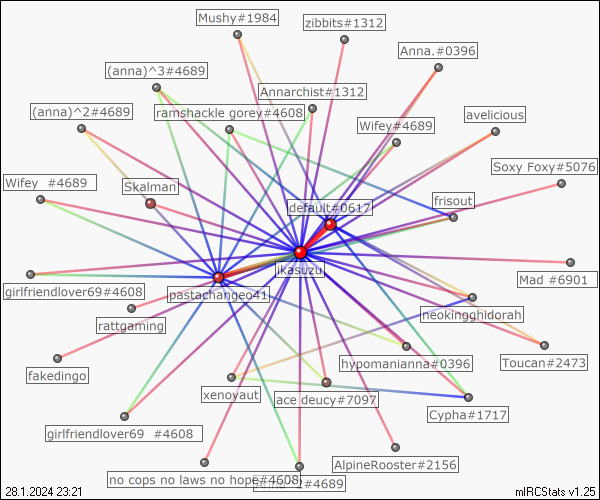 Mushy#1984
zibbits#1312
Anna.#0396
(anna)^3#4689
Annarchist#1312
(anna)^2#4689
ramshackle gorey#4608
avelicious
Wifey#4689
Soxy Foxy#5076
Wifey  #4689
Skalman
default#0617
frisout
ikasuzu
Mad #6901
girlfriendlover69#4608
pastachangeo41
rattgaming
neokingghidorah
hypomanianna#0396
Toucan#2473
fakedingo
xenoyaut
ace deucy#7097
Cypha#1717
girlfriendlover69  #4608
AlpineRooster#2156
no cops no laws no hope#4608
2#4689
28.1.2024 23:21
mIRCStats v1.25